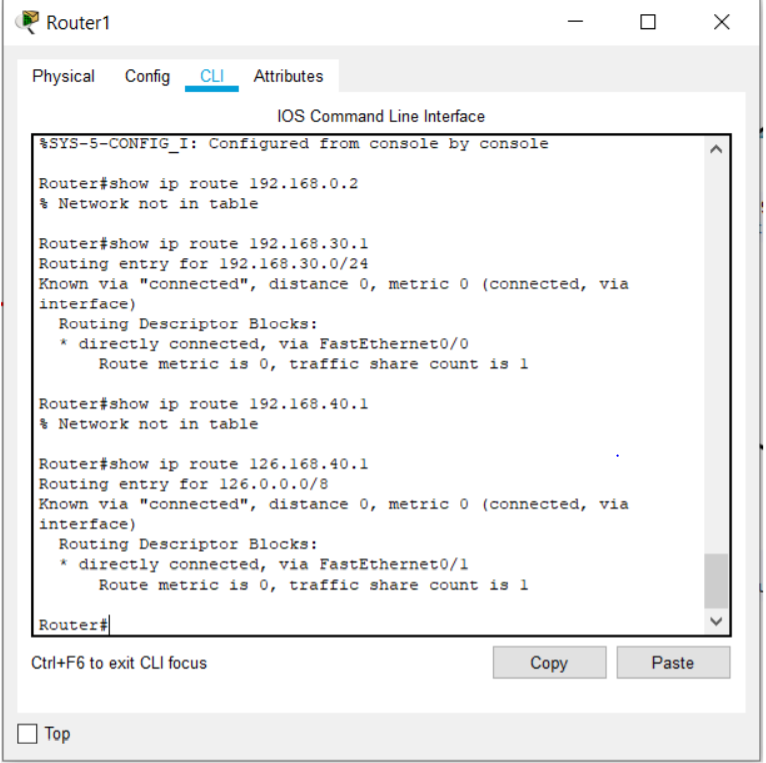 Router1
Physical Config CLI Attributes
IOS Command Line Interface
%SYS-5-CONFIG_I: Configured from console by console
Router#show ip route 192.168.0.2
% Network not in table
Router#show ip route 192.168.30.1
Routing entry for 192.168.30.0/24
Known via "connected", distance 0, metric 0 (connected, via
interface)
Routing Descriptor Blocks:
* directly connected, via FastEthernet0/0
Route metric is 0, traffic share count is 1
Router#show ip route 192.168.40.1
% Network not in table
Router#show ip route 126.168.40.1
Routing entry for 126.0.0.0/8
Known via "connected", distance 0, metric 0 (connected, via
interface)
Routing Descriptor Blocks:
* directly connected, via FastEthernet0/1
Route metric is 0, traffic share count is 1
Router#
Ctrl+F6 to exit CLI focus
Copy Paste
Top